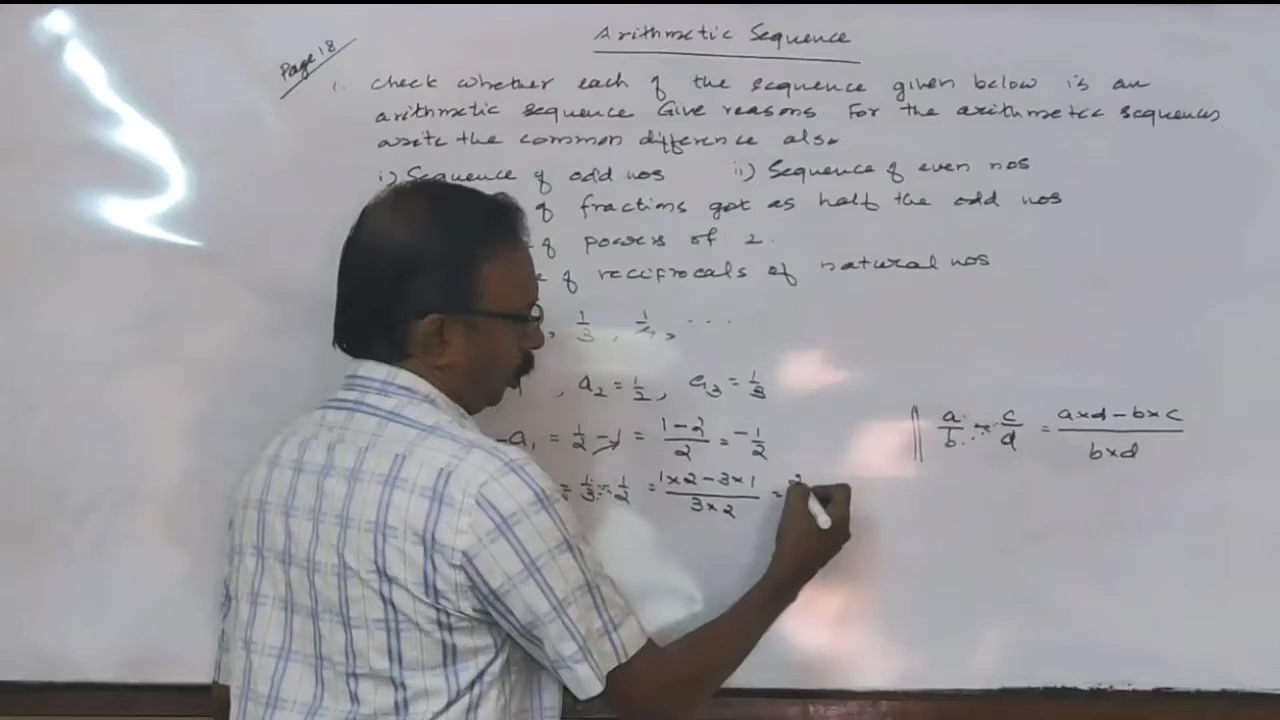 Arithmetic Sequence
Page 18
1. Check whether each of the sequence given below is an
arithmetic sequence Give reasons For the arithmetic sequences
write the common difference also
i) Sequence of odd nos ii) Sequence of even nos
of fractions got as half the odd nos
of powers of 2.
of reciprocals of natural nos
, 1/3, 1/4, ...
, a2 = 1/2, a3 = 1/3
-a1 = 1/2 - 1 = (1-2)/2 = -1/2
= 1/3 - 1/2 = (1×2-3×1)/(3×2) = 2
a/b - c/d = (a×d-b×c)/(b×d)